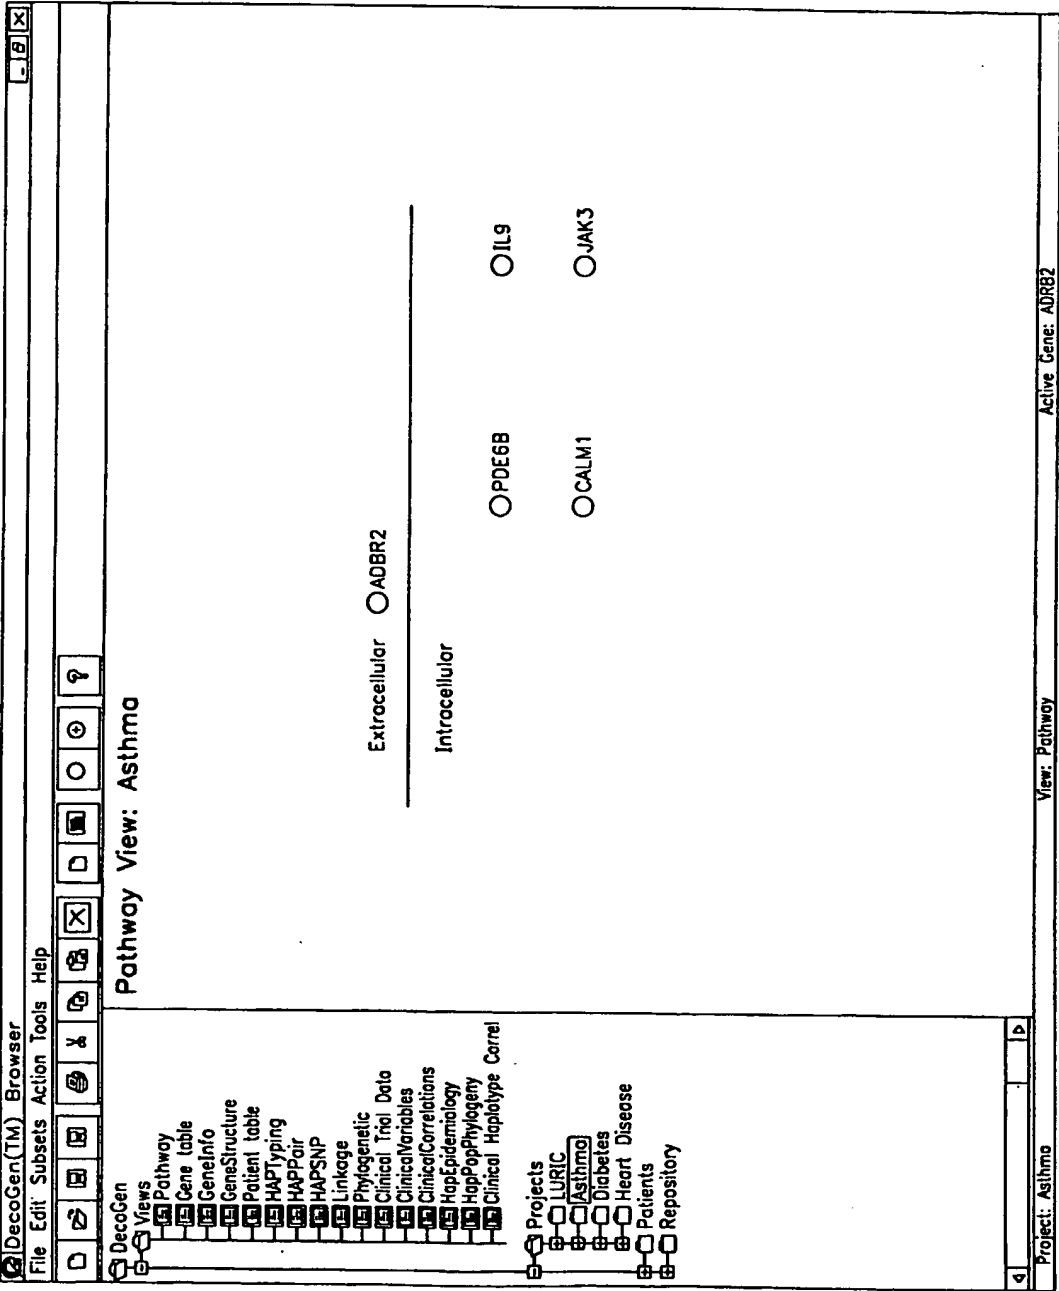 DecoGen(TM) Browser
File Edit Subsets Action Tools Help
DecoGen
Views
Pathway
Gene table
GeneInfo
GeneStructure
Patient table
HAPTyping
HAPPair
HAPSNP
Linkage
Phylogenetic
Clinical Trial Data
ClinicalVariables
ClinicalCorrelations
HapEpidemiology
HapPopPhylogeny
Clinical Haplotype Correl
Projects
LURIC
Asthma
Diabetes
Heart Disease
Patients
Repository
Pathway View: Asthma
Extracellular ADBR2
Intracellular
PDE6B IL9
CALM1 JAK3
Project: Asthma View: Pathway Active Gene: ADRB2